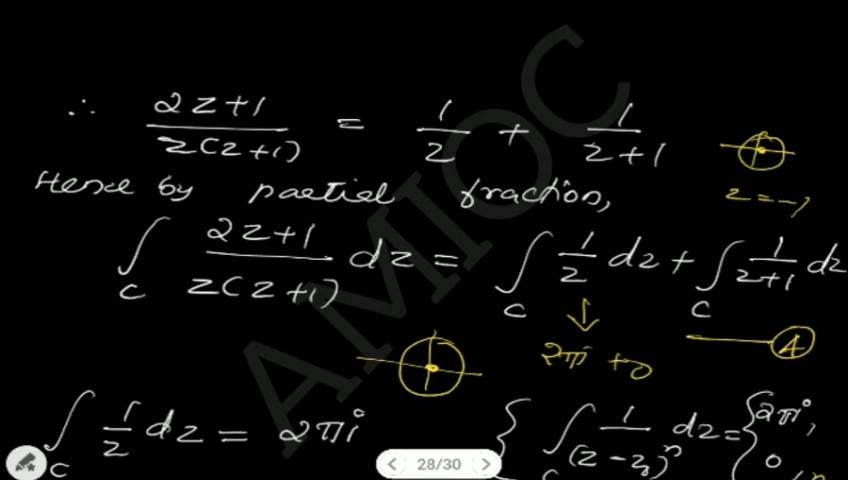 ∴ 2z+1 / z(z+1) = 1/z + 1/z+1
z = -1
Hence by partial fraction,
∫_C 2z+1 / z(z+1) dz = ∫_C 1/z dz + ∫_C 1/z+1 dz
↓ — A
2πi + 0
∫_C 1/z dz = 2πi { ∫_C 1/(z-z₀)ⁿ dz = { 2πi,
0
AMIOC
28/30